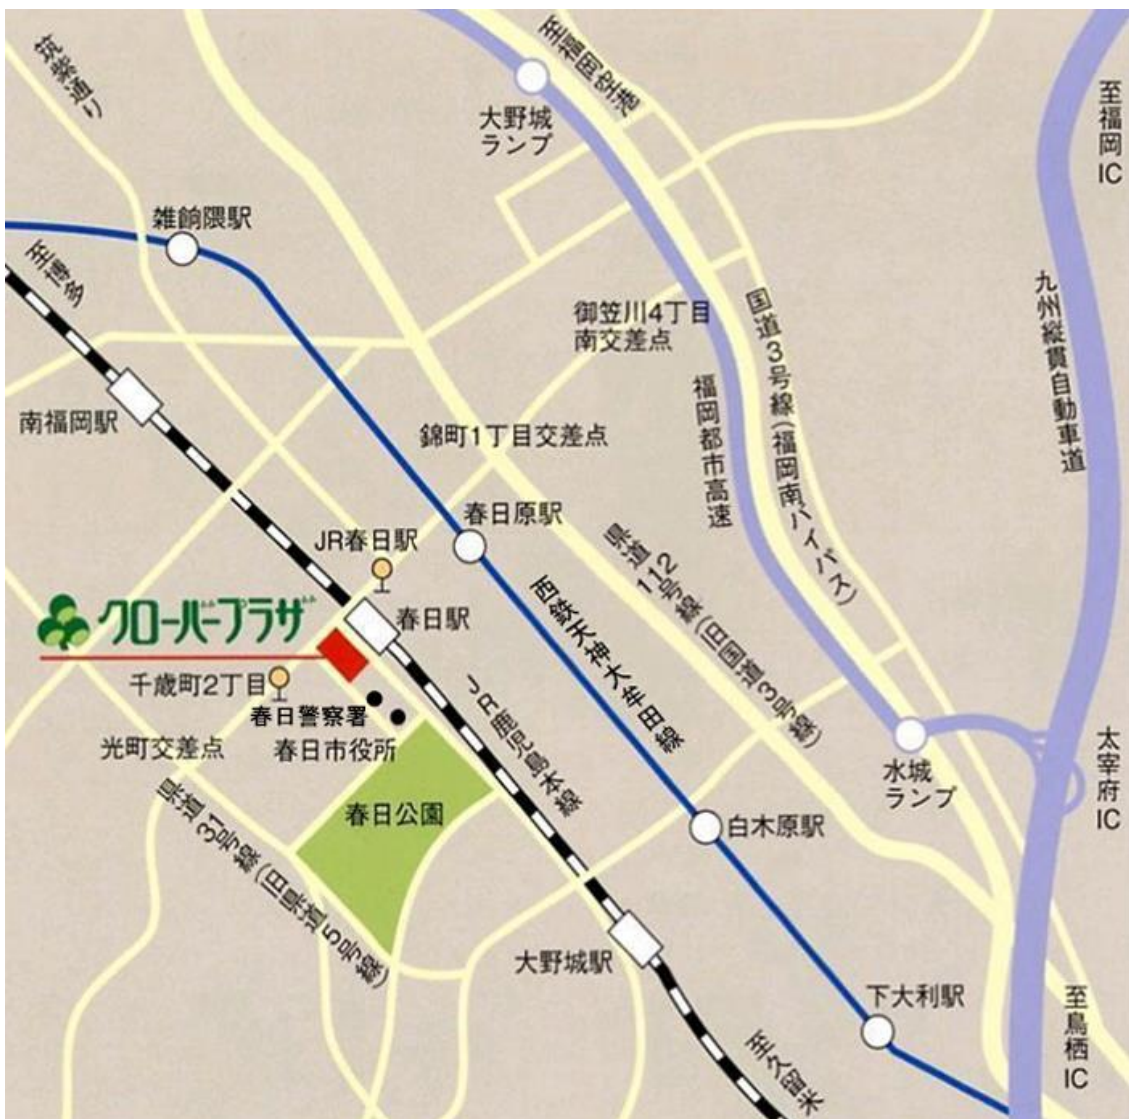 筑紫通り
至福岡空港
大野城
ランプ
至福岡
IC
雑餉隈駅
至博多
御笠川4丁目
南交差点
国道3号線(福岡南バイパス)
九州縦貫自動車道
福岡都市高速
南福岡駅
錦町1丁目交差点
春日原駅
JR春日駅
県道112号線(旧国道3号線)
クローバープラザ
春日駅
西鉄天神大牟田線
千歳町2丁目
春日警察署
JR鹿児島本線
光町交差点
春日市役所
水城
ランプ
太宰府
IC
県道31号線(旧県道5号線)
春日公園
白木原駅
大野城駅
下大利駅
至鳥栖
IC
至久留米